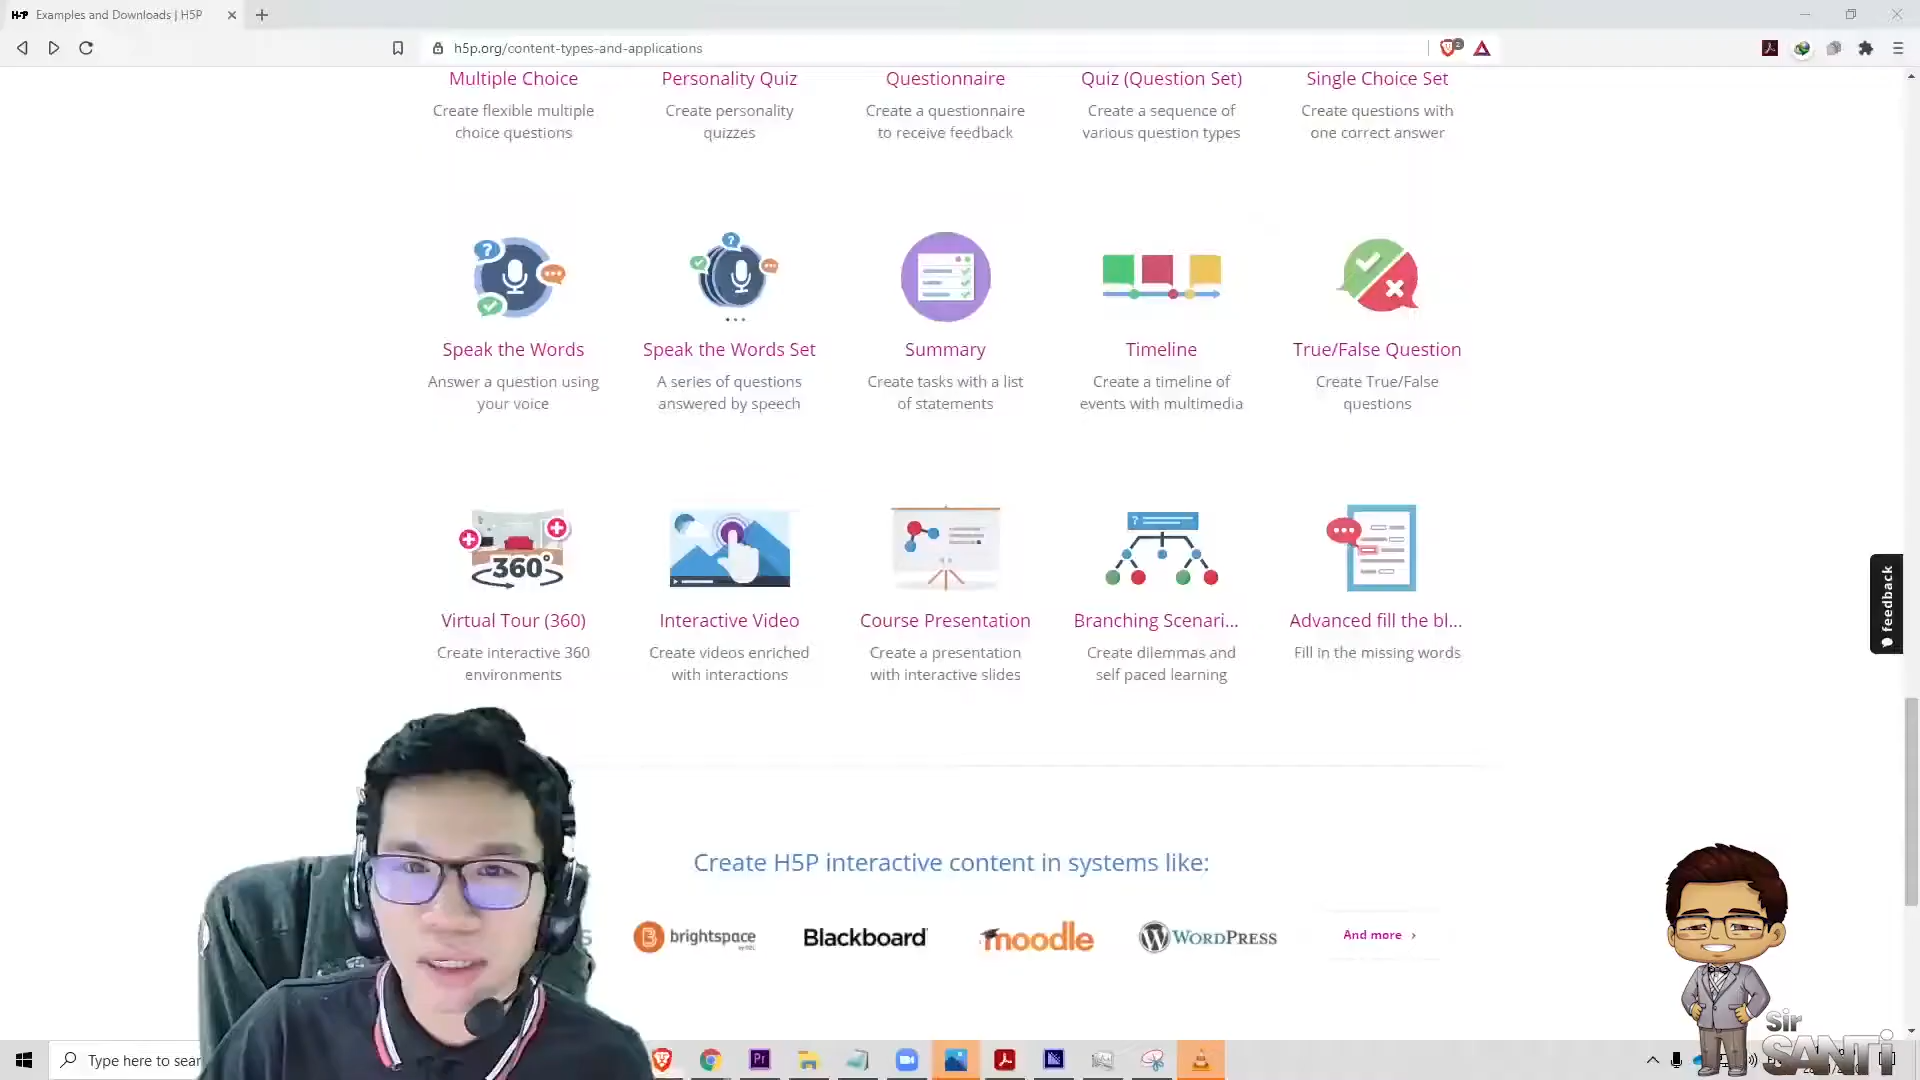 H-P Examples and Downloads | H5P
h5p.org/content-types-and-applications
2
Multiple Choice
Create flexible multiple
choice questions
Personality Quiz
Create personality
quizzes
Questionnaire
Create a questionnaire
to receive feedback
Quiz (Question Set)
Create a sequence of
various question types
Single Choice Set
Create questions with
one correct answer
Speak the Words
Answer a question using
your voice
Speak the Words Set
A series of questions
answered by speech
Summary
Create tasks with a list
of statements
Timeline
Create a timeline of
events with multimedia
True/False Question
Create True/False
questions
360°
Virtual Tour (360)
Create interactive 360
environments
Interactive Video
Create videos enriched
with interactions
Course Presentation
Create a presentation
with interactive slides
Branching Scenari...
Create dilemmas and
self paced learning
Advanced fill the bl...
Fill in the missing words
feedback
Create H5P interactive content in systems like:
brightspace
Blackboard
moodle
WORDPRESS
And more ›
Type here to sear
Pr
Sir
SANTi